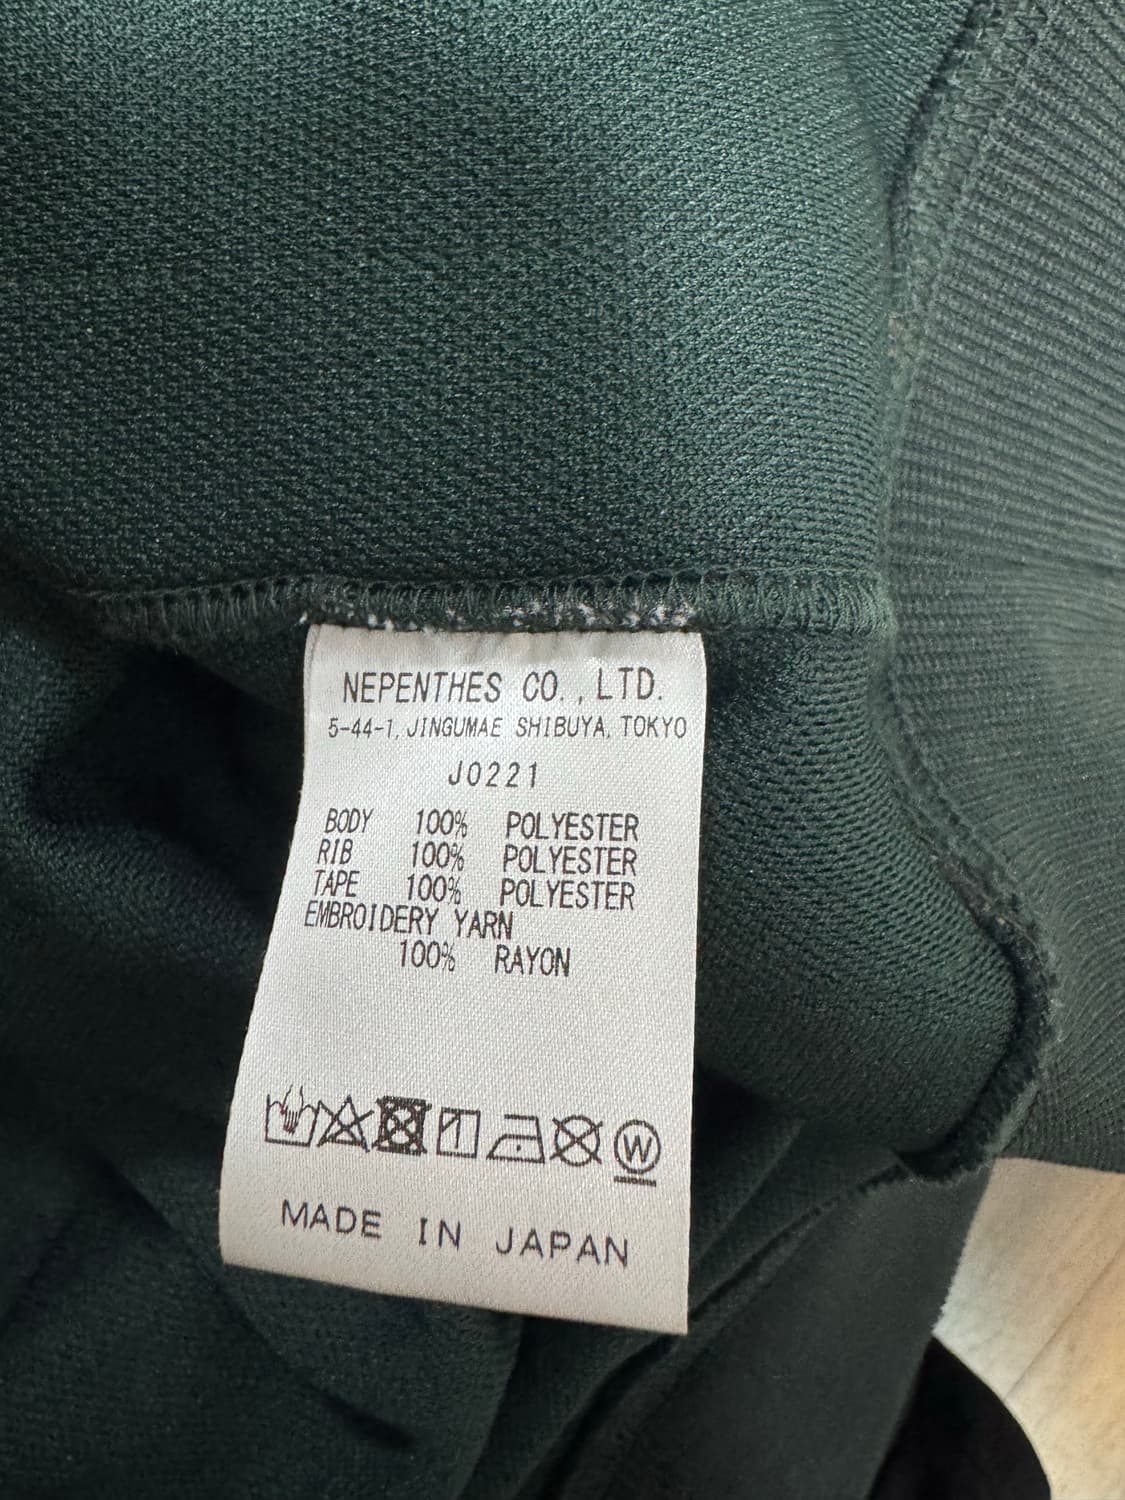 NEPENTHES CO.,LTD.
5-44-1, JINGUMAE SHIBUYA, TOKYO
J0221
BODY 100% POLYESTER
RIB 100% POLYESTER
TAPE 100% POLYESTER
EMBROIDERY YARN
100% RAYON
W
MADE IN JAPAN